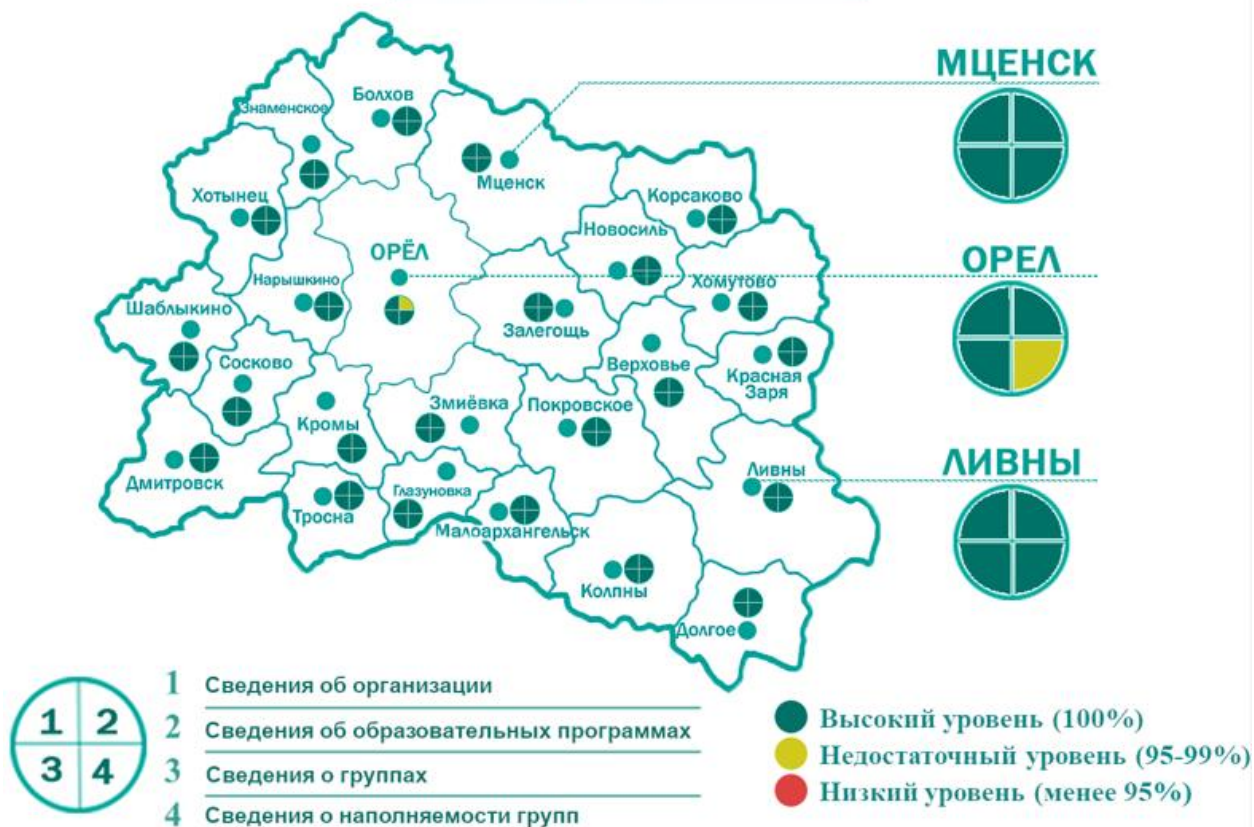 МЦЕНСК
Болхов
Знаменское
Мценск
Хотынец
Корсаково
Новосиль
ОРЁЛ
ОРЕЛ
Нарышкино
Хомутово
Шаблыкино
Залегощь
Верховье
Сосково
Красная
Заря
Змиёвка
Покровское
Кромы
Ливны
ЛИВНЫ
Дмитровск
Глазуновка
Тросна
Малоархангельск
Колпны
Долгое
1 2
3 4
1 Сведения об организации
2 Сведения об образовательных программах
3 Сведения о группах
4 Сведения о наполняемости групп
Высокий уровень (100%)
Недостаточный уровень (95-99%)
Низкий уровень (менее 95%)